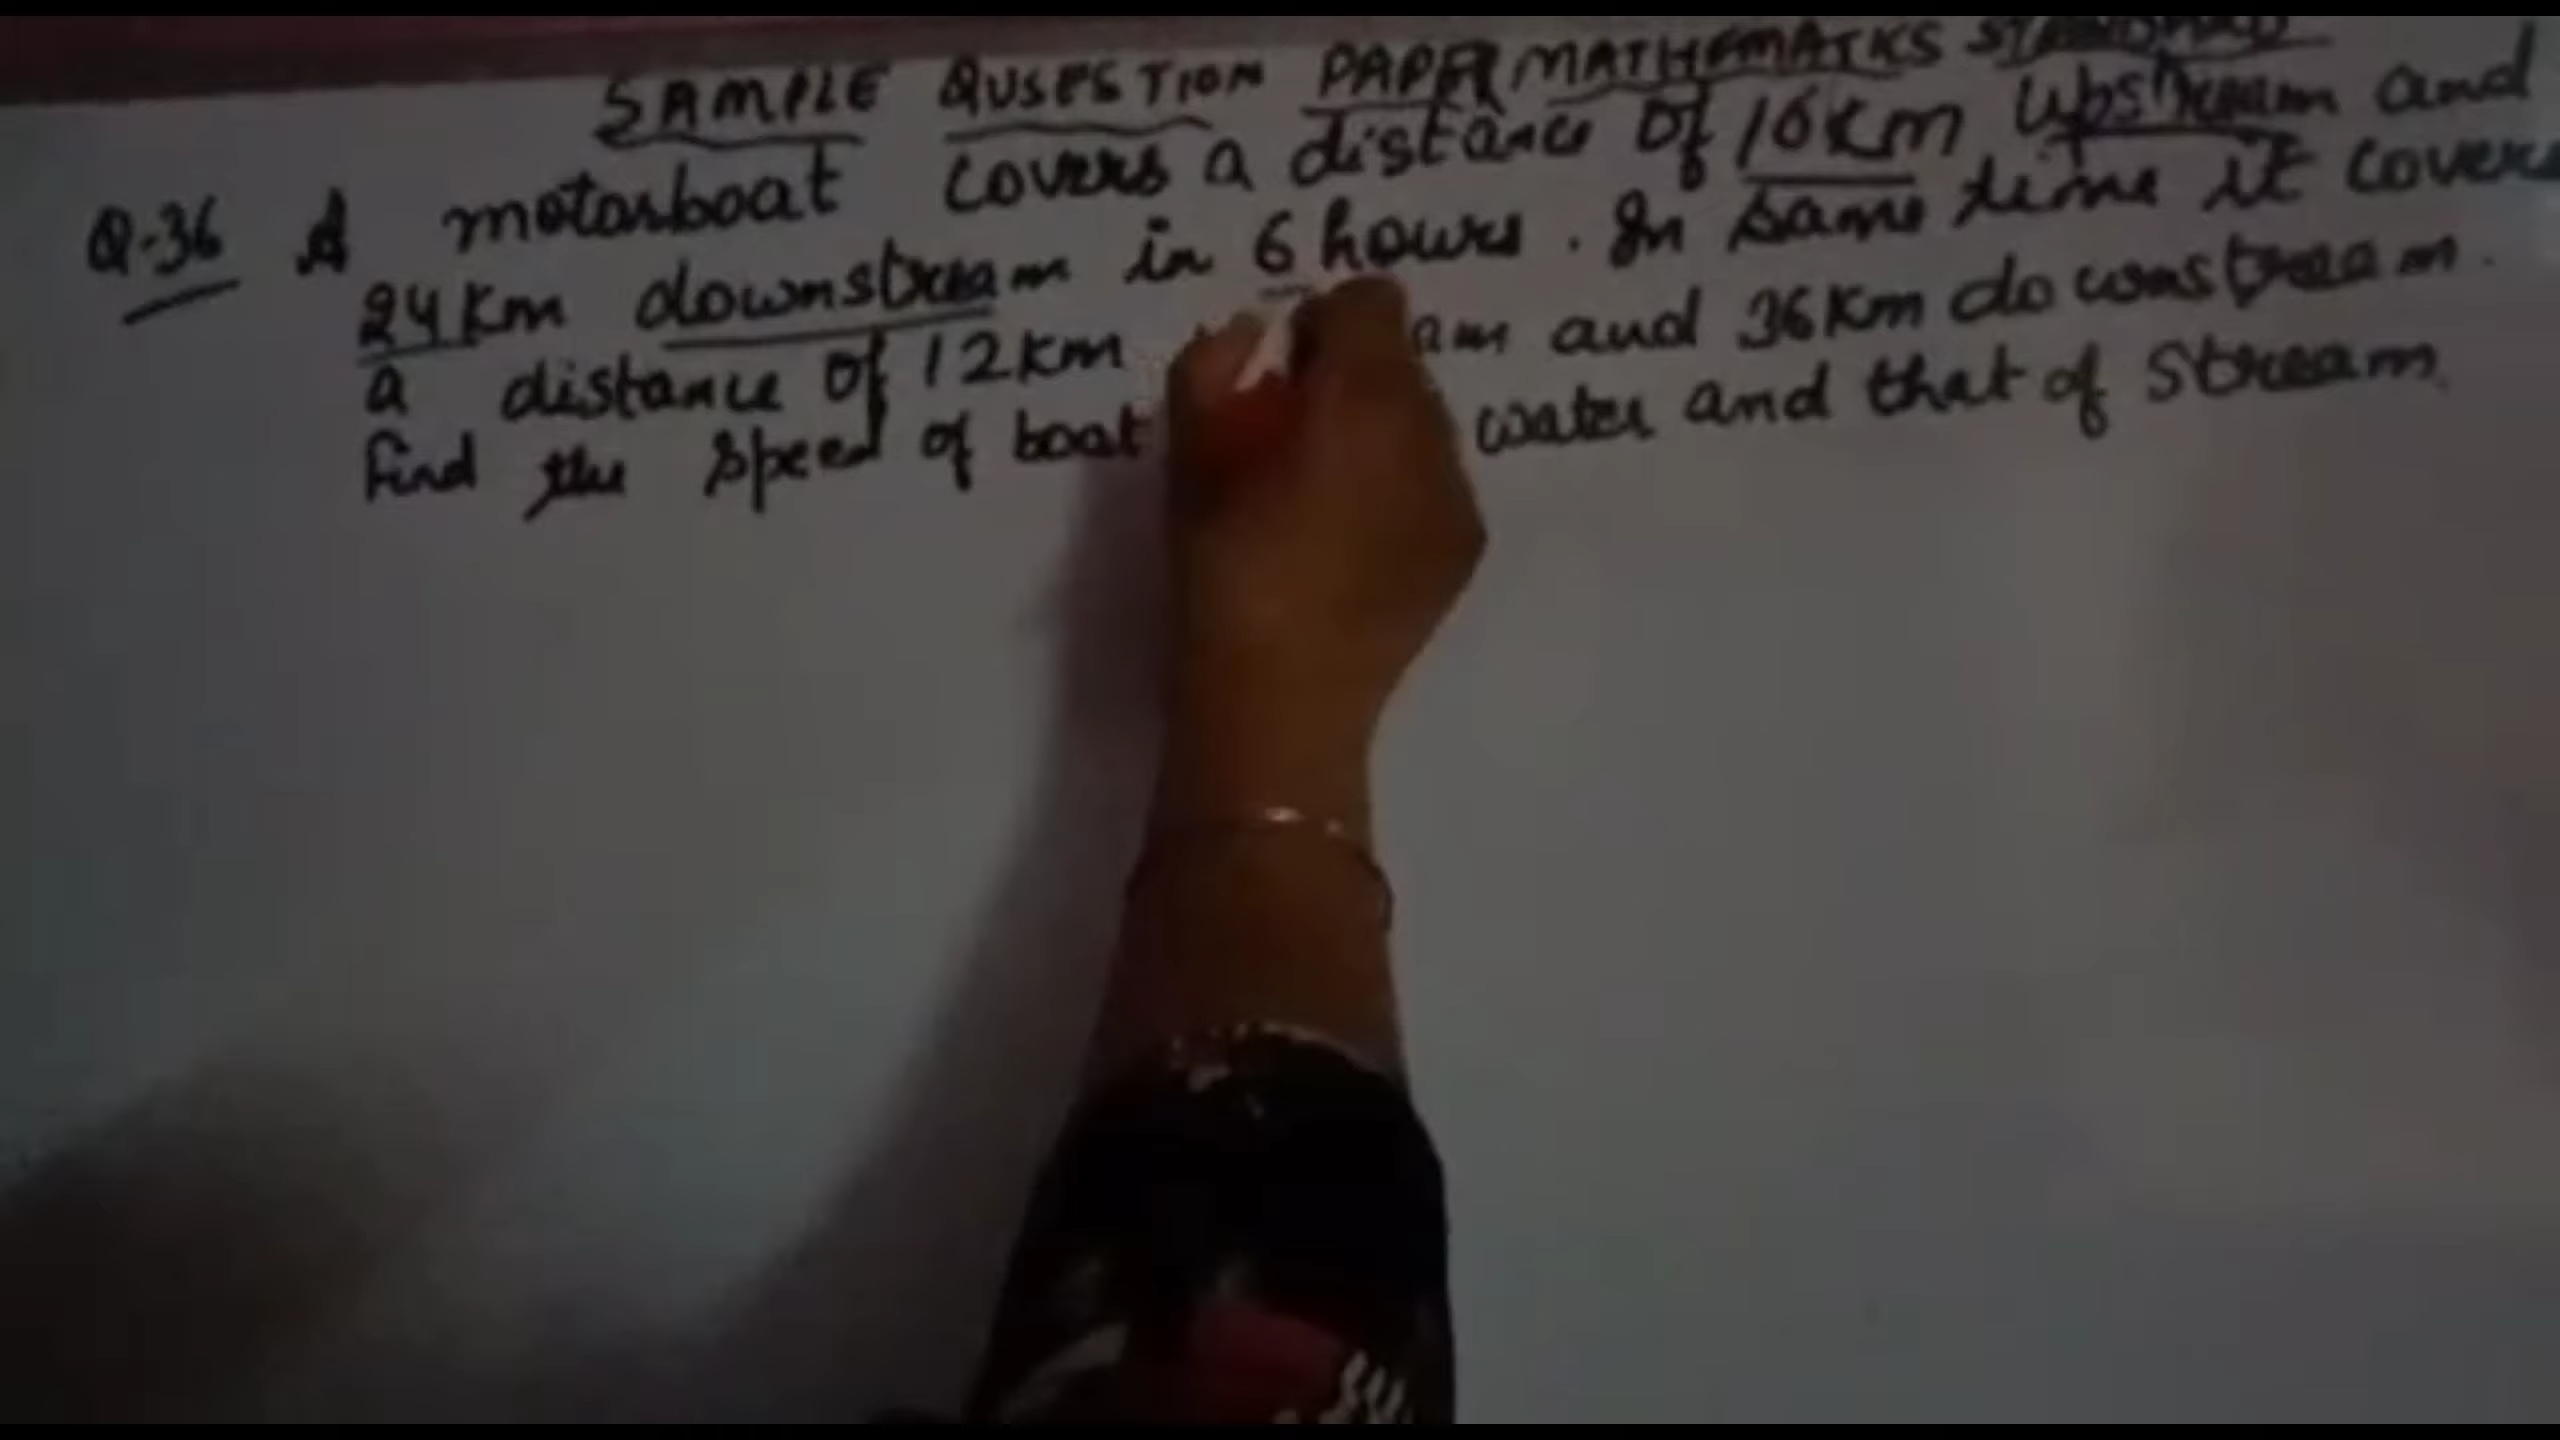 SAMPLE QUSESTION PAPER MATHEMATICS STANDARD
Q.36 A motorboat covers a distance of 16km upstream and
24km downstream in 6 hours. In same time it covers
a distance of 12km am and 36km downstream.
find the speed of boat water and that of stream.